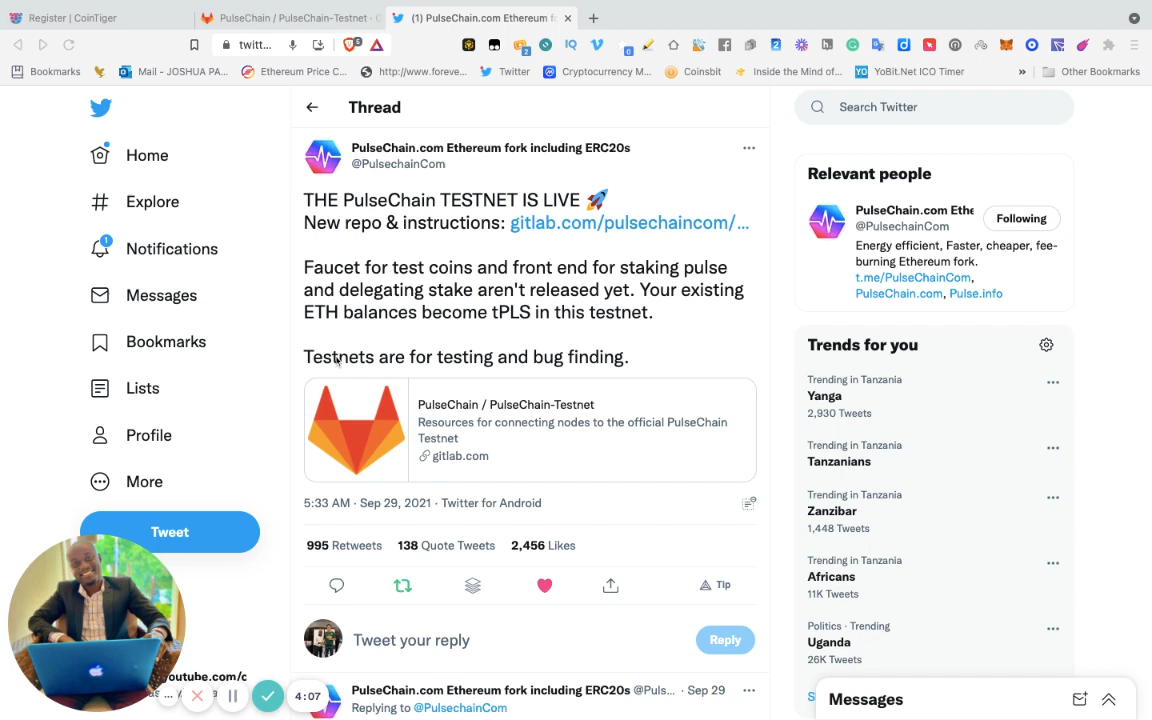 Register | CoinTiger
PulseChain / PulseChain-Testnet ·
(1) PulseChain.com Ethereum f
twitt...
Bookmarks
Mail - JOSHUA PA...
Ethereum Price C...
http://www.foreve...
Twitter
Cryptocurrency M...
Coinsbit
Inside the Mind of...
YO YoBit.Net ICO Timer
»
Other Bookmarks
Home
Explore
Notifications
1
Messages
Bookmarks
Lists
Profile
More
Tweet
Thread
PulseChain.com Ethereum fork including ERC20s
@PulsechainCom
THE PulseChain TESTNET IS LIVE 🚀
New repo & instructions: gitlab.com/pulsechaincom/...
Faucet for test coins and front end for staking pulse
and delegating stake aren't released yet. Your existing
ETH balances become tPLS in this testnet.
Testnets are for testing and bug finding.
PulseChain / PulseChain-Testnet
Resources for connecting nodes to the official PulseChain
Testnet
gitlab.com
5:33 AM · Sep 29, 2021 · Twitter for Android
995 Retweets 138 Quote Tweets 2,456 Likes
Tip
Tweet your reply
Reply
PulseChain.com Ethereum fork including ERC20s @Puls... · Sep 29
Replying to @PulsechainCom
Search Twitter
Relevant people
PulseChain.com Ethe
@PulsechainCom
Following
Energy efficient, Faster, cheaper, fee-
burning Ethereum fork.
t.me/PulseChainCom,
PulseChain.com, Pulse.info
Trends for you
Trending in Tanzania
Yanga
2,930 Tweets
Trending in Tanzania
Tanzanians
Trending in Tanzania
Zanzibar
1,448 Tweets
Trending in Tanzania
Africans
11K Tweets
Politics · Trending
Uganda
26K Tweets
Messages
outube.com/c
4:07